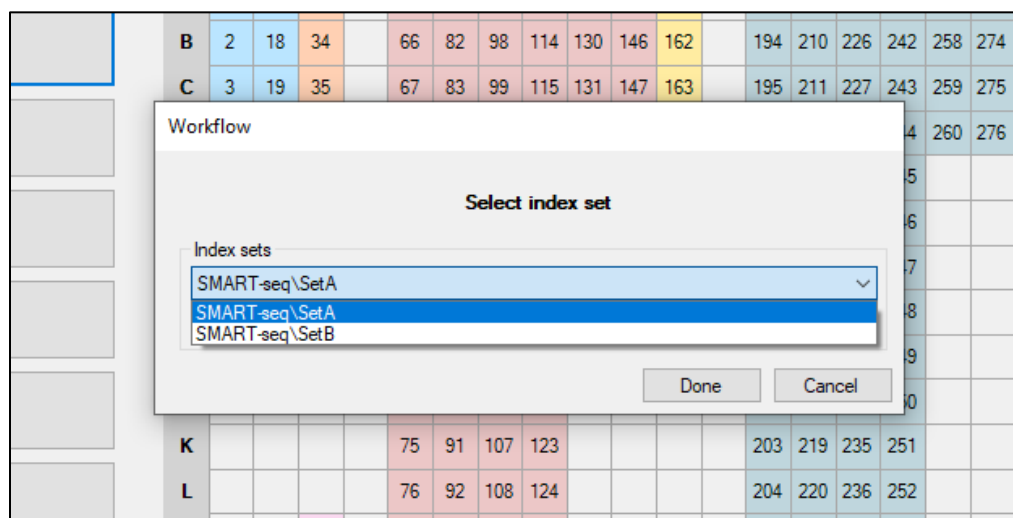 B 2 18 34 66 82 98 114 130 146 162 194 210 226 242 258 274
C 3 19 35 67 83 99 115 131 147 163 195 211 227 243 259 275
Workflow
260 276
Select index set
Index sets
SMART-seq\SetA
SMART-seq\SetA
SMART-seq\SetB
Done Cancel
K 75 91 107 123 203 219 235 251
L 76 92 108 124 204 220 236 252